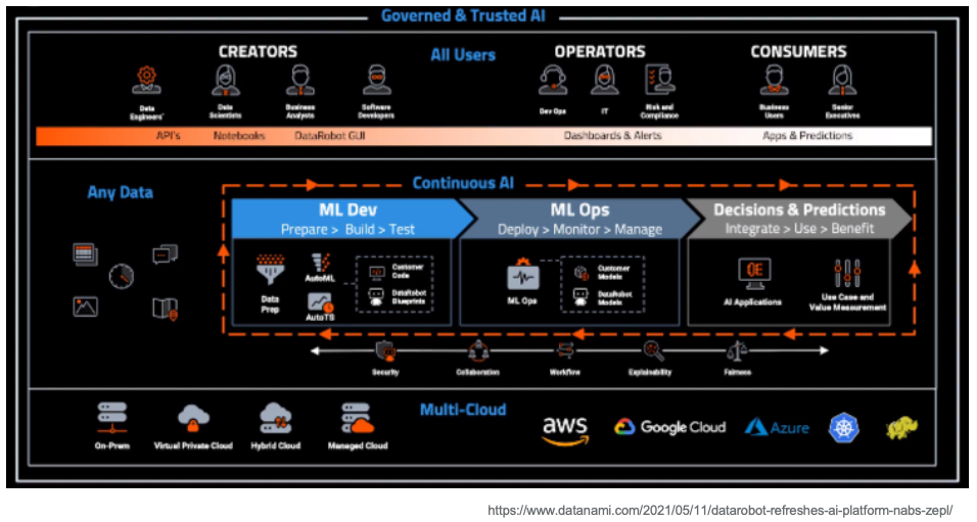 Governed & Trusted AI
CREATORS
All Users
OPERATORS
CONSUMERS
Data Engineers
Data Scientists
Business Analysts
Software Developers
Dev Ops
IT
Risk and Compliance
Business Users
Senior Executives
API's
Notebooks
DataRobot GUI
Dashboards & Alerts
Apps & Predictions
Any Data
Continuous AI
ML Dev
Prepare > Build > Test
ML Ops
Deploy > Monitor > Manage
Decisions & Predictions
Integrate > Use > Benefit
Data Prep
AutoML
AutoTS
Customer Code
DataRobot Blueprints
ML Ops
Customer Models
DataRobot Models
AI Applications
Use Case and
Value Measurement
Security
Collaboration
Workflow
Explainability
Fairness
Multi-Cloud
On-Prem
Virtual Private Cloud
Hybrid Cloud
Managed Cloud
aws
Google Cloud
Azure
https://www.datanami.com/2021/05/11/datarobot-refreshes-ai-platform-nabs-zepl/